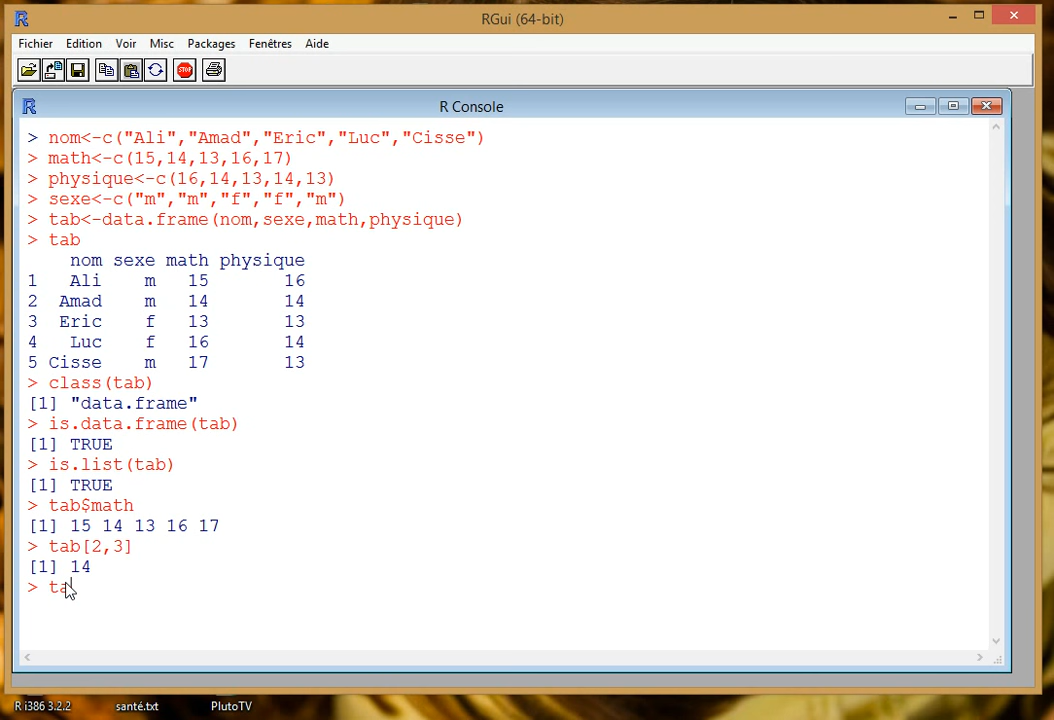 RGui (64-bit)
Fichier Edition Voir Misc Packages Fenêtres Aide
STOP
R Console
> nom<-c("Ali","Amad","Eric","Luc","Cisse")
> math<-c(15,14,13,16,17)
> physique<-c(16,14,13,14,13)
> sexe<-c("m","m","f","f","m")
> tab<-data.frame(nom,sexe,math,physique)
> tab
nom sexe math physique
1 Ali m 15 16
2 Amad m 14 14
3 Eric f 13 13
4 Luc f 16 14
5 Cisse m 17 13
> class(tab)
[1] "data.frame"
> is.data.frame(tab)
[1] TRUE
> is.list(tab)
[1] TRUE
> tab$math
[1] 15 14 13 16 17
> tab[2,3]
[1] 14
> ta
R i386 3.2.2 santé.txt PlutoTV